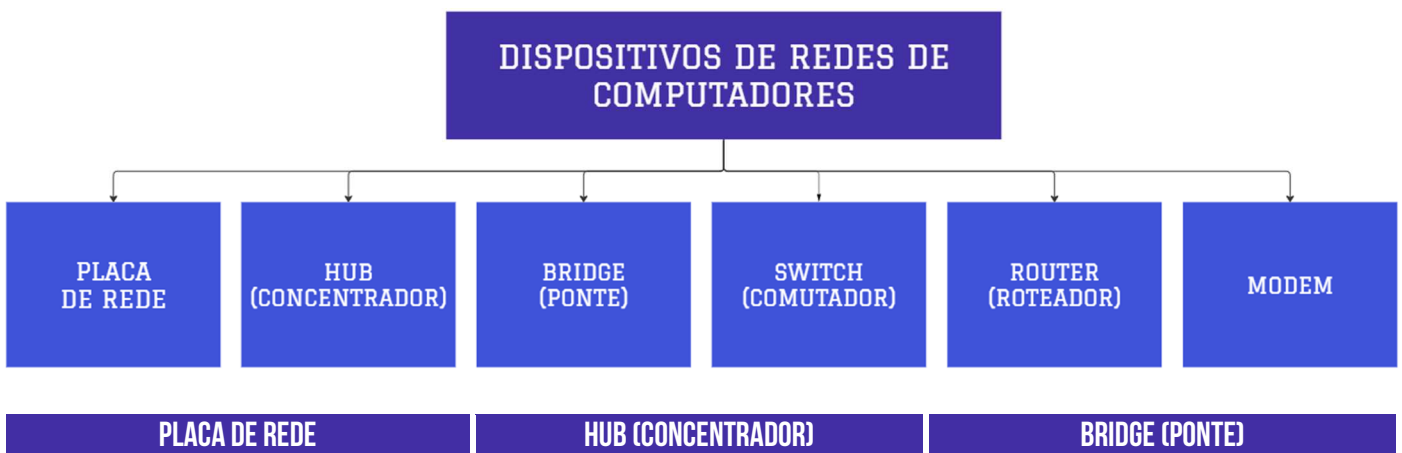 DISPOSITIVOS DE REDES DE
COMPUTADORES
PLACA
DE REDE
HUB
(CONCENTRADOR)
BRIDGE
(PONTE)
SWITCH
(COMUTADOR)
ROUTER
(ROTEADOR)
MODEM
PLACA DE REDE
HUB (CONCENTRADOR)
BRIDGE (PONTE)